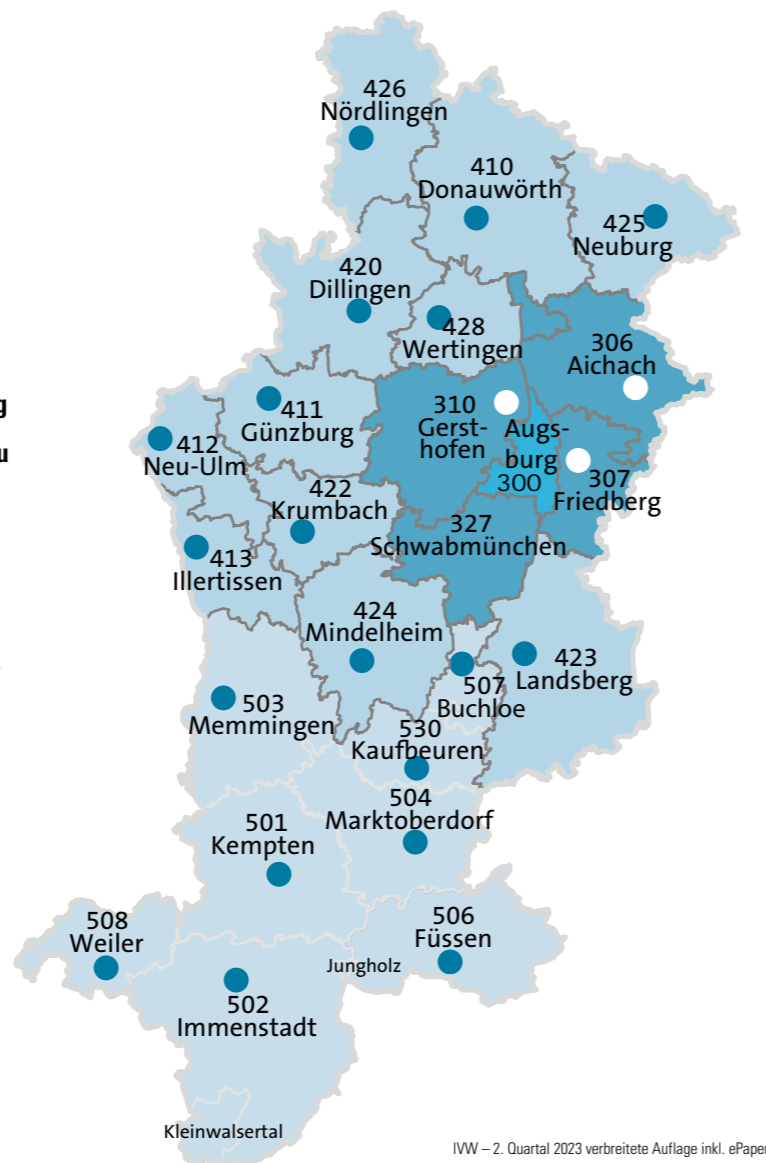 426
Nördlingen
410
Donauwörth
425
Neuburg
420
Dillingen
428
Wertingen
306
Aichach
g
411
Günzburg
310
Gerst-
hofen
Augs-
burg
300
u
412
Neu-Ulm
307
Friedberg
422
Krumbach
327
Schwabmünchen
413
Illertissen
424
Mindelheim
423
Landsberg
507
Buchloe
503
Memmingen
530
Kaufbeuren
504
Marktoberdorf
501
Kempten
508
Weiler
506
Füssen
Jungholz
502
Immenstadt
Kleinwalsertal
IVW – 2. Quartal 2023 verbreitete Auflage inkl. ePaper